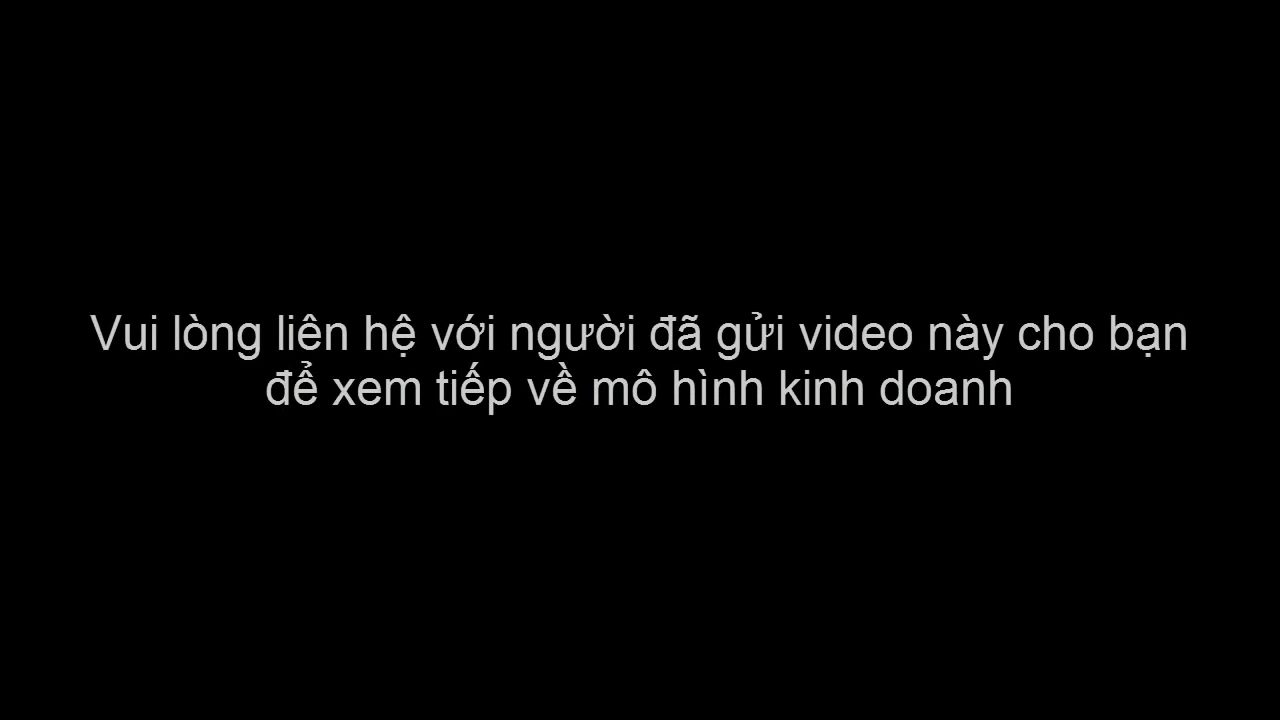 Vui lòng liên hệ với người đã gửi video này cho bạn
để xem tiếp về mô hình kinh doanh